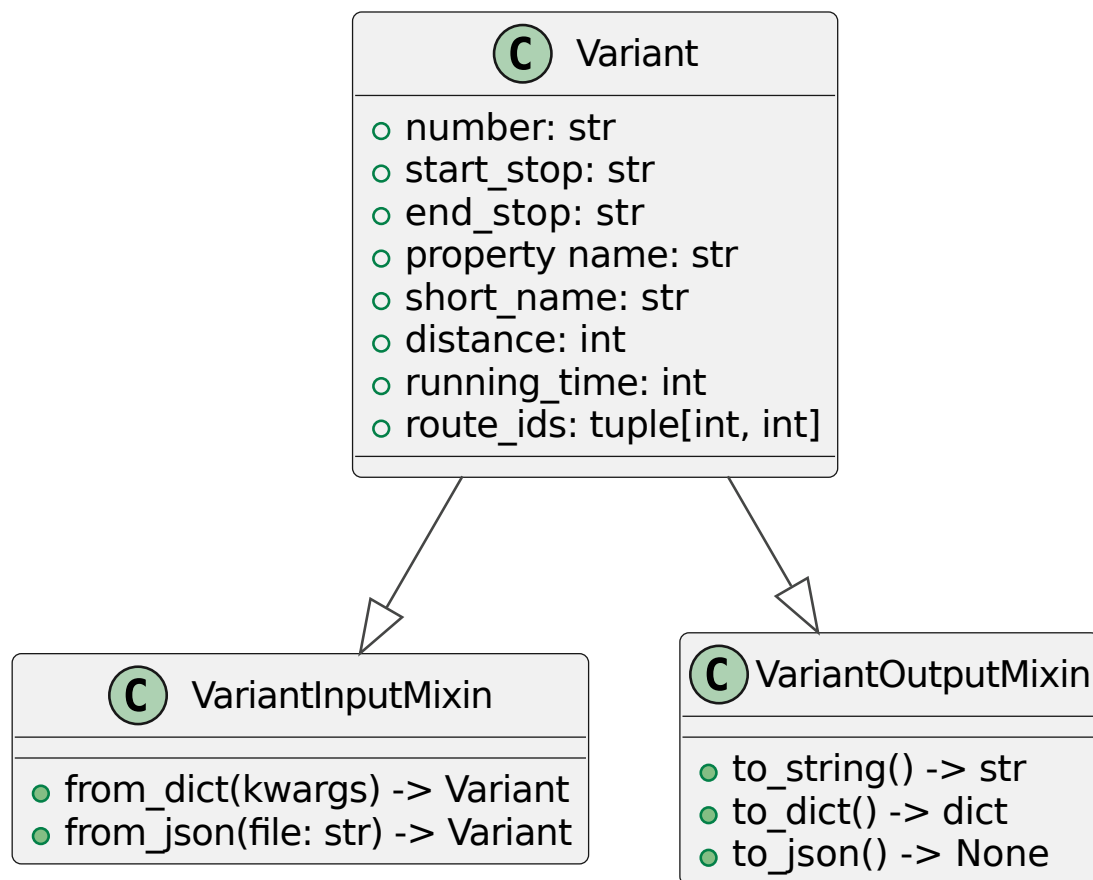 C Variant
number: str
start_stop: str
end_stop: str
property name: str
short_name: str
distance: int
running_time: int
route_ids: tuple[int, int]
C VariantInputMixin
from_dict(kwargs) -> Variant
from_json(file: str) -> Variant
C VariantOutputMixin
to_string() -> str
to_dict() -> dict
to_json() -> None